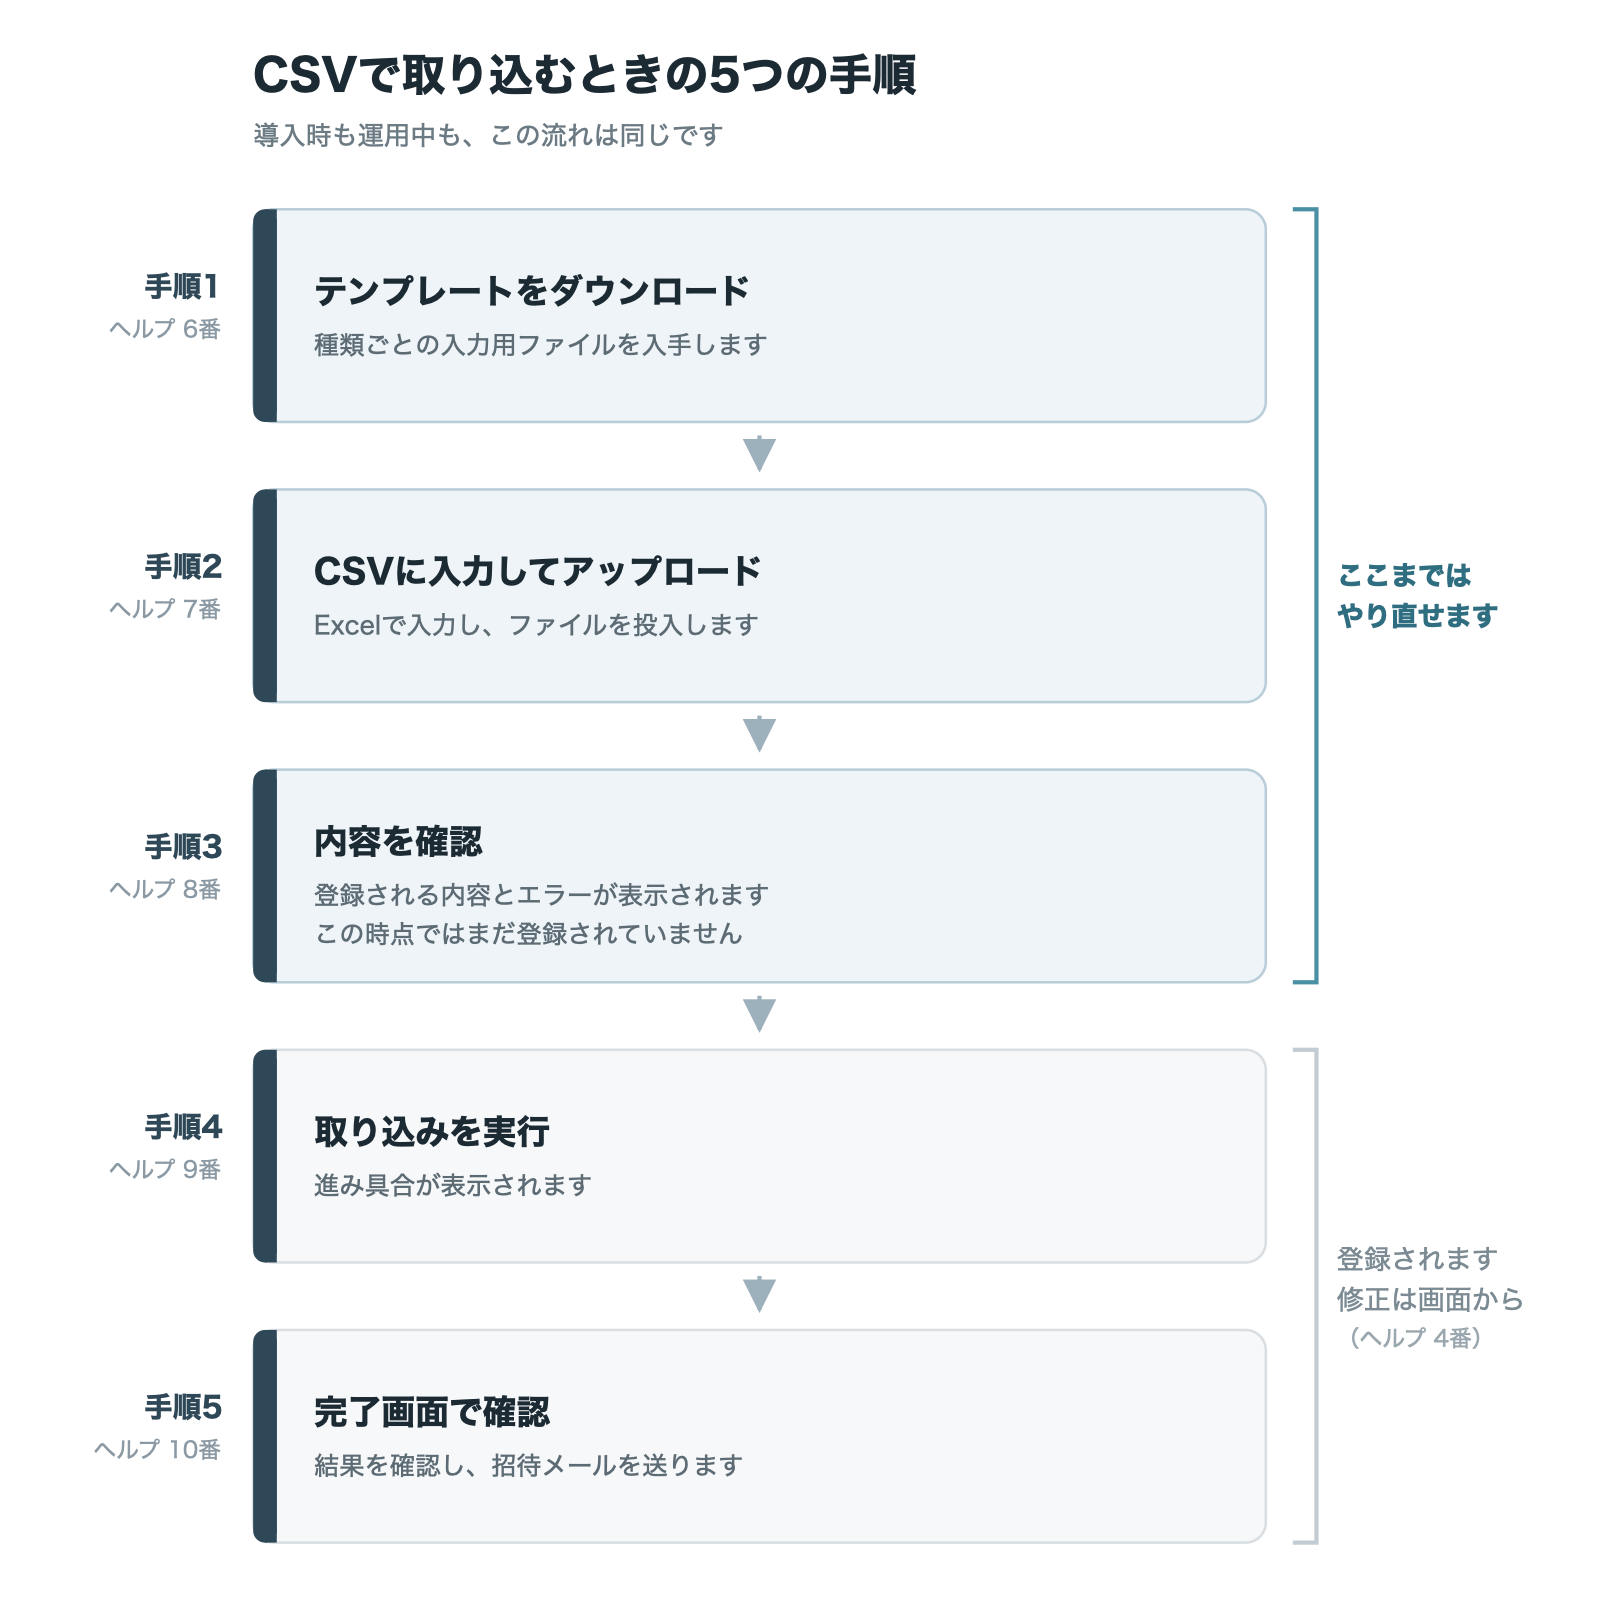 CSVで取り込むときの5つの手順
導入時も運用中も、この流れは同じです
手順1
ヘルプ 6番
テンプレートをダウンロード
種類ごとの入力用ファイルを入手します
手順2
ヘルプ 7番
CSVに入力してアップロード
Excelで入力し、ファイルを投入します
ここまでは
やり直せます
手順3
ヘルプ 8番
内容を確認
登録される内容とエラーが表示されます
この時点ではまだ登録されていません
手順4
ヘルプ 9番
取り込みを実行
進み具合が表示されます
登録されます
修正は画面から
（ヘルプ 4番）
手順5
ヘルプ 10番
完了画面で確認
結果を確認し、招待メールを送ります